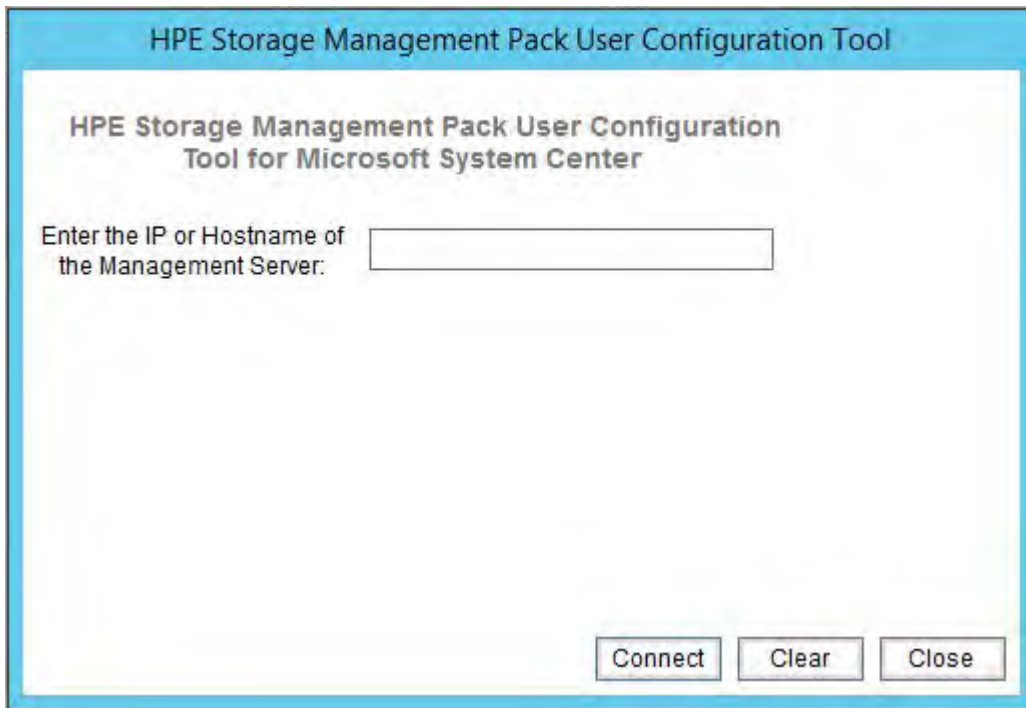 HPE Storage Management Pack User Configuration Tool
HPE Storage Management Pack User Configuration
Tool for Microsoft System Center
Enter the IP or Hostname of
the Management Server:
Connect Clear Close